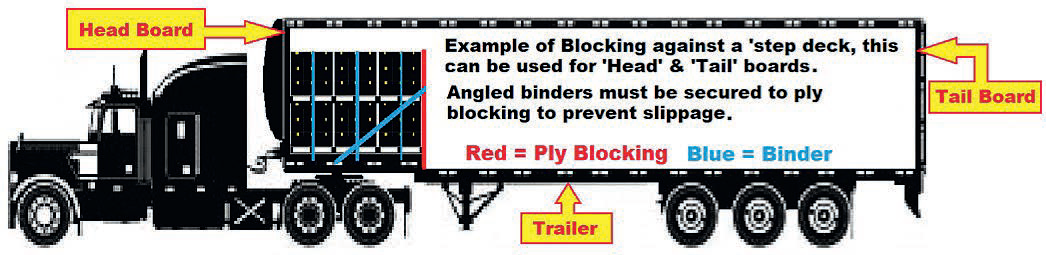 Head Board
Example of Blocking against a 'step deck, this
can be used for 'Head' & 'Tail' boards.
Angled binders must be secured to ply
blocking to prevent slippage.
Tail Board
Red = Ply Blocking Blue = Binder
Trailer